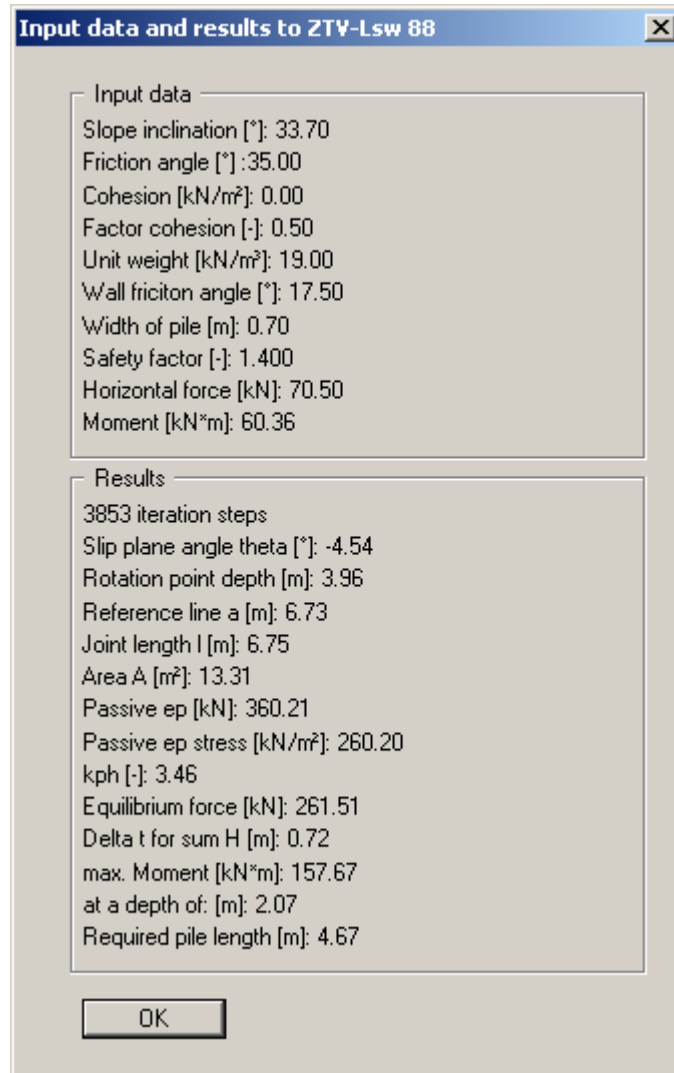 Input data and results to ZTV-Lsw 88
Input data
Slope inclination [°]: 33.70
Friction angle [°] :35.00
Cohesion [kN/m²]: 0.00
Factor cohesion [-]: 0.50
Unit weight [kN/m³]: 19.00
Wall friciton angle [°]: 17.50
Width of pile [m]: 0.70
Safety factor [-]: 1.400
Horizontal force [kN]: 70.50
Moment [kN*m]: 60.36
Results
3853 iteration steps
Slip plane angle theta [°]: -4.54
Rotation point depth [m]: 3.96
Reference line a [m]: 6.73
Joint length l [m]: 6.75
Area A [m²]: 13.31
Passive ep [kN]: 360.21
Passive ep stress [kN/m²]: 260.20
kph [-]: 3.46
Equilibrium force [kN]: 261.51
Delta t for sum H [m]: 0.72
max. Moment [kN*m]: 157.67
at a depth of: [m]: 2.07
Required pile length [m]: 4.67
OK